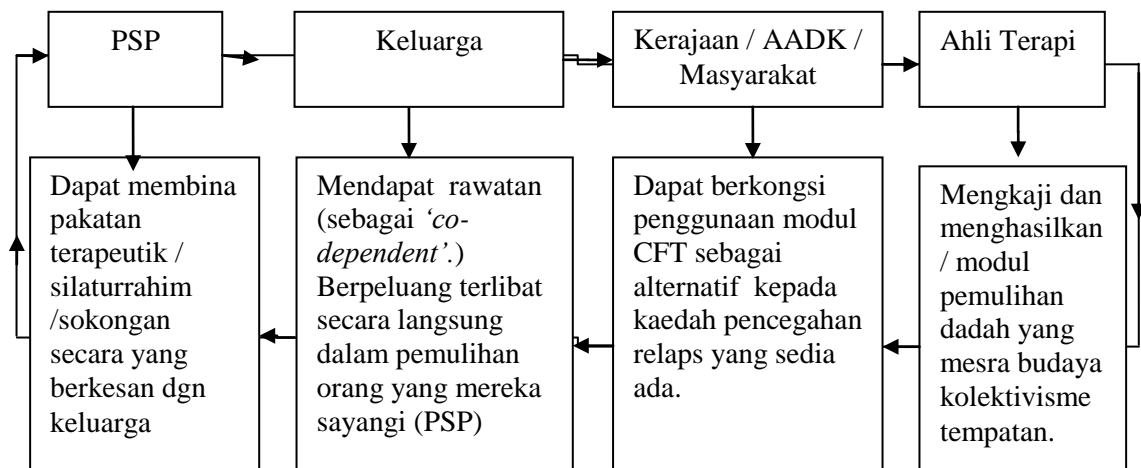 PSP
Keluarga
Kerajaan / AADK /
Masyarakat
Ahli Terapi
Dapat membina
pakatan
terapeutik /
silaturrahim
/sokongan
secara yang
berkesan dgn
keluarga
Mendapat rawatan
(sebagai ‘co-
dependent’.)
Berpeluang terlibat
secara langsung
dalam pemulihan
orang yang mereka
sayangi (PSP)
Dapat berkongsi
penggunaan modul
CFT sebagai
alternatif kepada
kaedah pencegahan
relaps yang sedia
ada.
Mengkaji dan
menghasilkan
/ modul
pemulihan
dadah yang
mesra budaya
kolektivisme
tempatan.